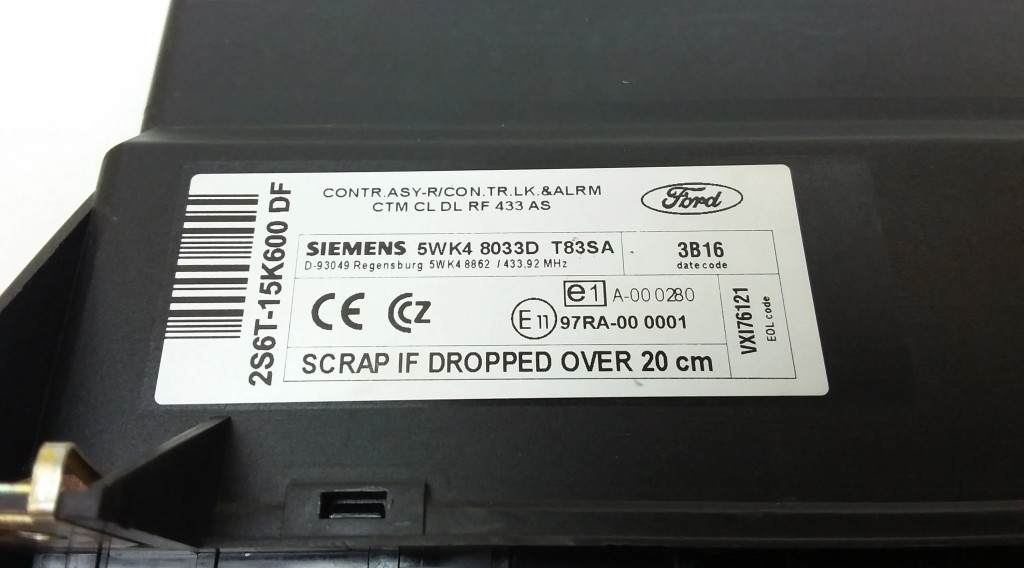 CONTR.ASY-R/CON.TR.LK.&ALRM
CTM CL DL RF 433 AS
Ford
2S6T-15K600 DF
SIEMENS 5WK4 8033D T83SA
D-93049 Regensburg 5WK4 8862 / 433,92 MHz
3B16
date code
CE CCZ
e1 A-00 0280
E11 97RA-00 0001
VXI76121
EOL code
SCRAP IF DROPPED OVER 20 cm